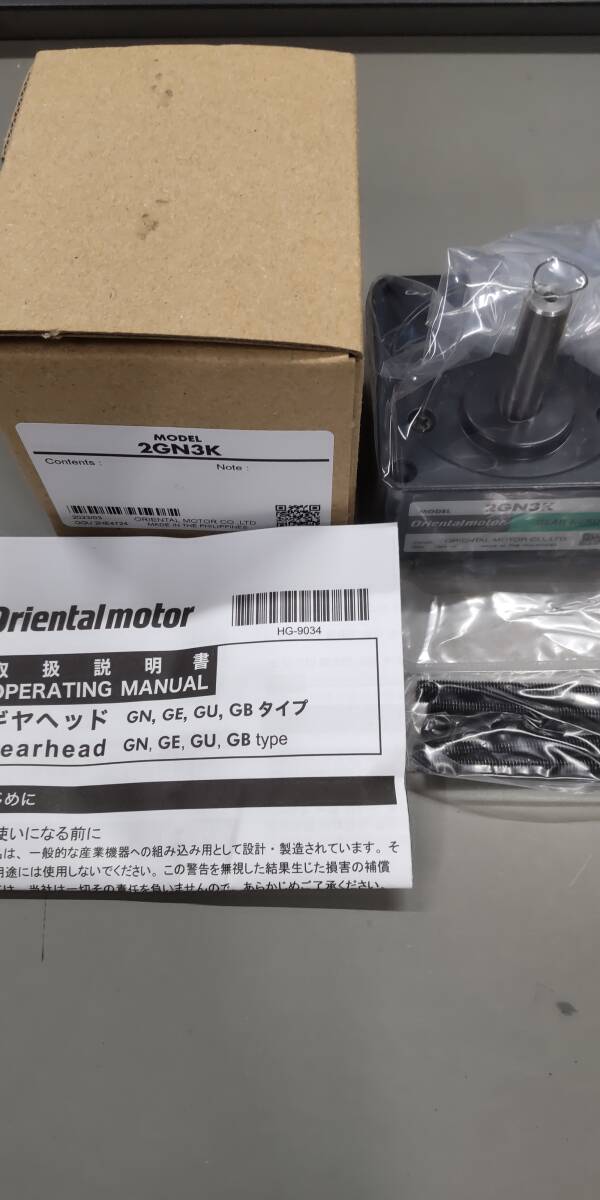 MODEL
2GN3K
Contents :
Note :
2023/03
ORIENTAL MOTOR CO.,LTD
MADE IN THE PHILIPPINES
Orientalmotor
HG-9034
取扱説明書
OPERATING MANUAL
ギヤヘッド GN, GE, GU, GB タイプ
earhead GN, GE, GU, GB type
じめに
使いになる前に
品は、一般的な産業機器への組み込み用として設計・製造されています。そ
用途には使用しないでください。この警告を無視した結果生じた損害の補償
ては、当社は一切その責任を負いませんので、あらかじめご了承ください。
MODEL
2GN3K
Orientalmotor
ORIENTAL MOTOR CO.,LTD.